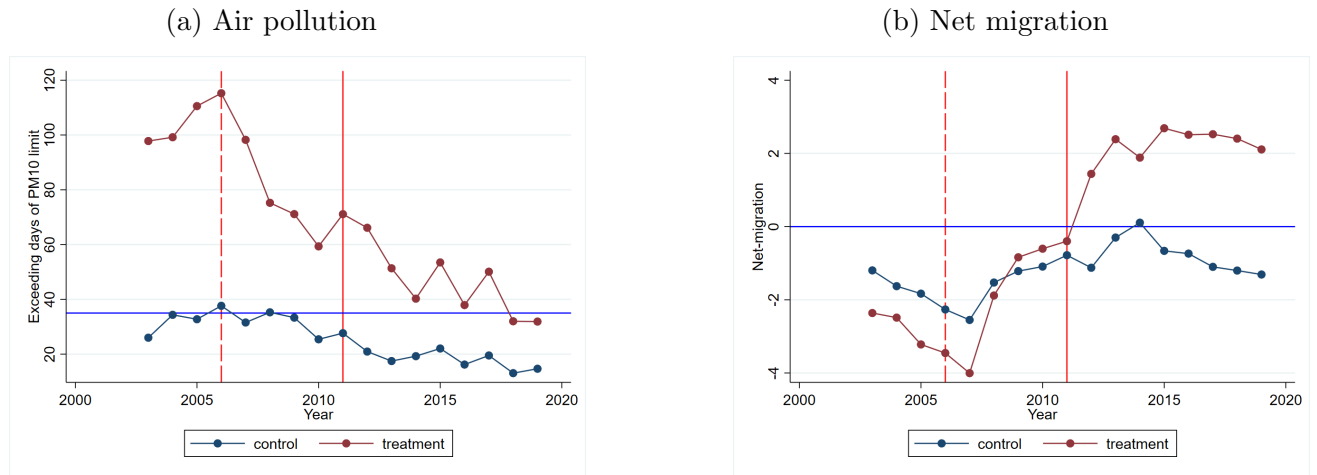 (a) Air pollution
(b) Net migration
Exceeding days of PM10 limit
120
100
80
60
40
20
2000
2005
2010
2015
2020
Year
control
treatment
Net-migration
4
2
0
2
-4
2000
2005
2010
2015
2020
Year
control
treatment